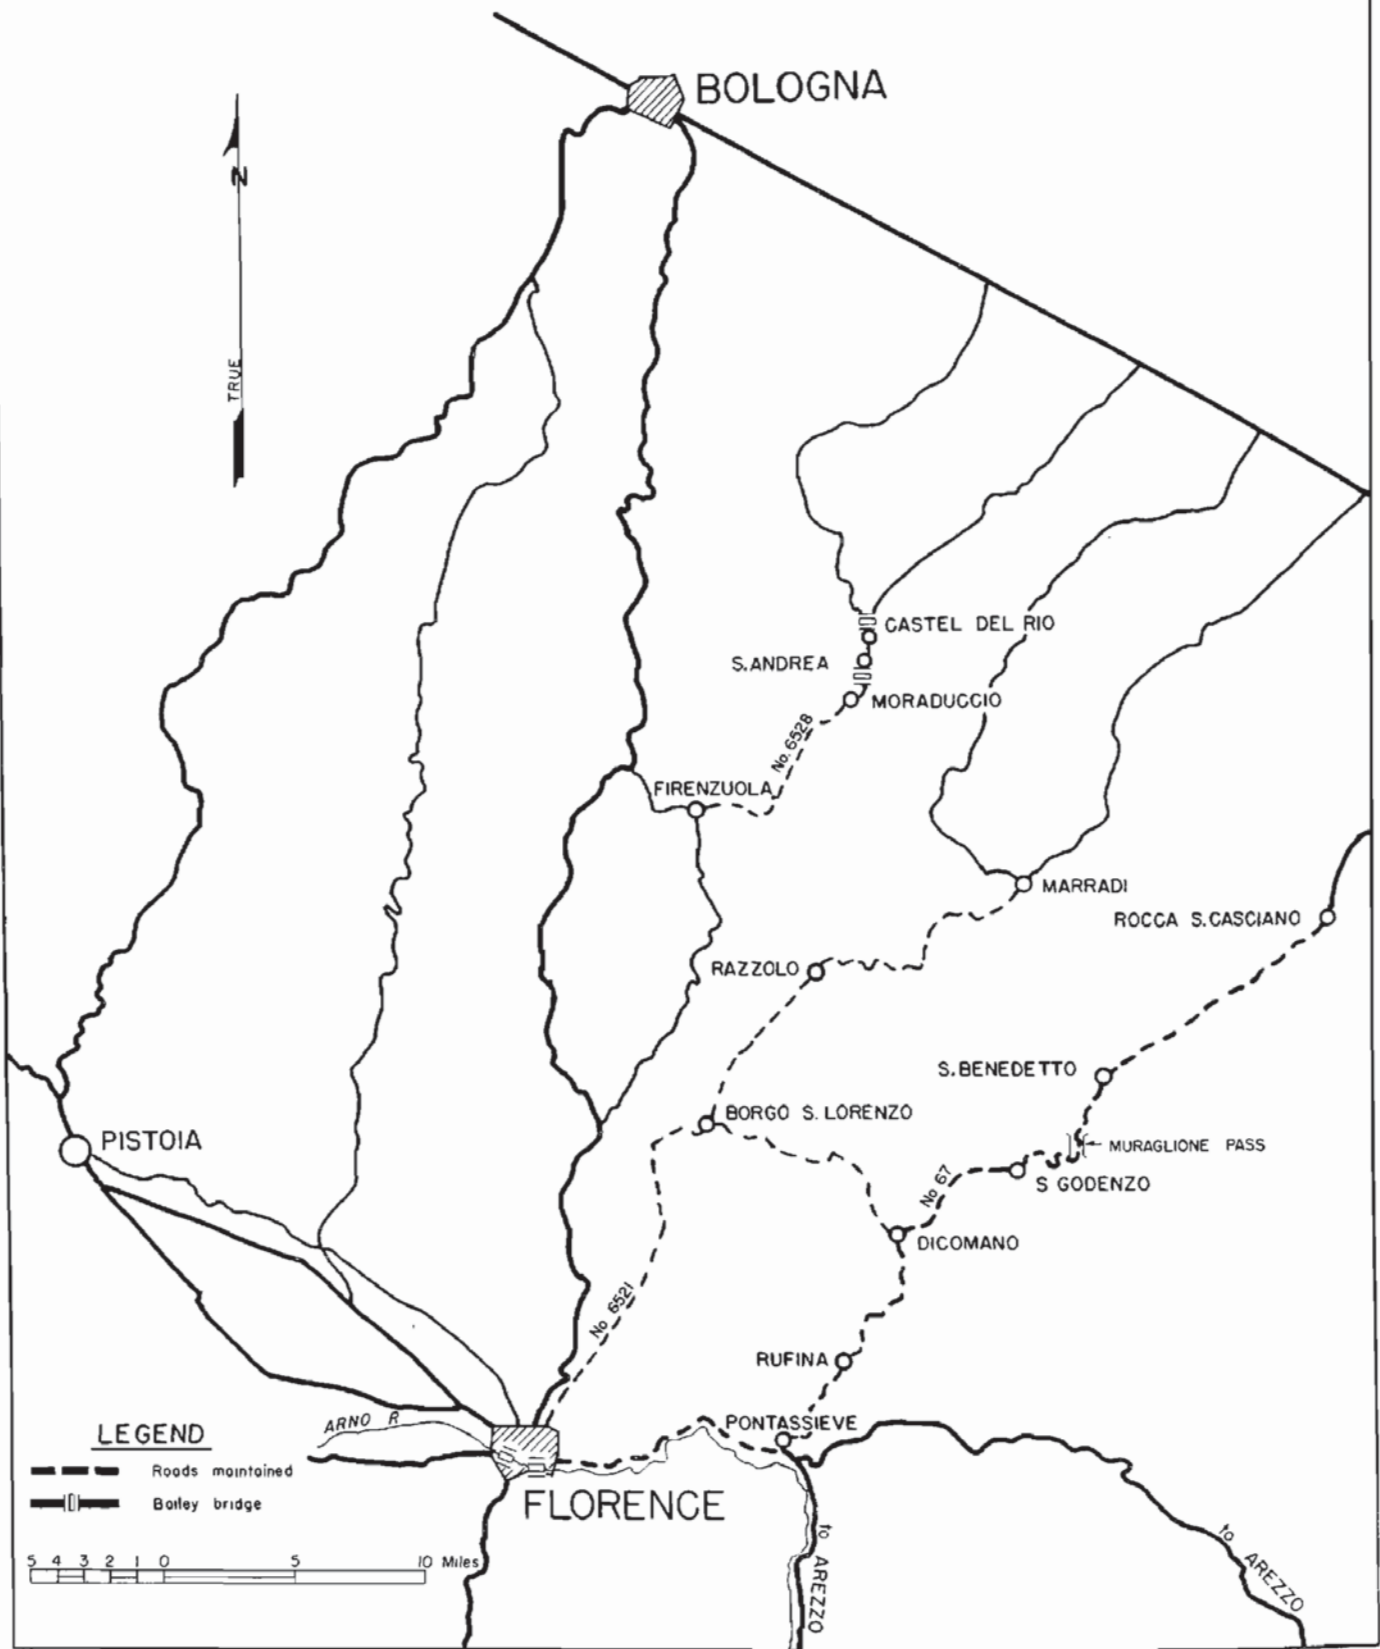 BOLOGNA
N
TRUE
CASTEL DEL RIO
S. ANDREA
MORADUCCIO
No. 6528
FIRENZUOLA
MARRADI
ROCCA S. CASCIANO
RAZZOLO
S. BENEDETTO
BORGO S. LORENZO
PISTOIA
MURAGLIONE PASS
No 67
S GODENZO
DICOMANO
No 6521
RUFINA
PONTASSIEVE
ARNO R
LEGEND
Roads maintained
Bailey bridge
FLORENCE
to AREZZO
to AREZZO
5 4 3 2 1 0 5 10 Miles